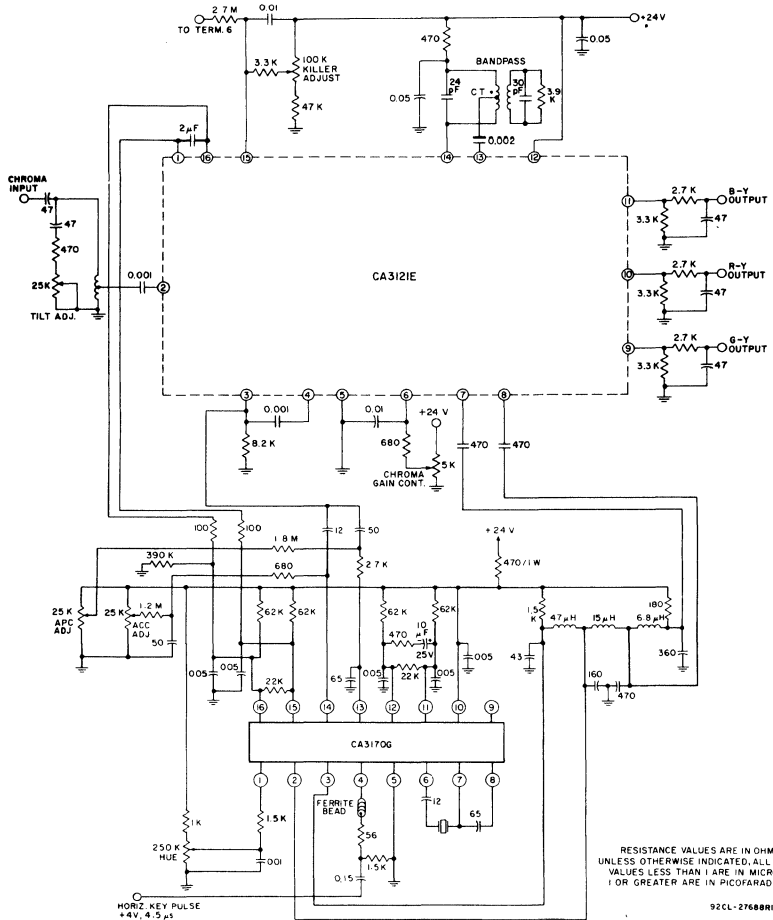 2.7 M
0.01
TO TERM. 6
+24V
0.05
3.3 K
100 K
KILLER
ADJUST
47 K
470
BANDPASS
24
pF
CT
30
pF
3.9
K
0.05
0.002
2µF
1
16
15
14
13
12
CHROMA
INPUT
47
47
470
25K
TILT ADJ.
0.001
2
CA3121E
11
2.7 K
B-Y
OUTPUT
3.3 K
47
10
2.7 K
R-Y
OUTPUT
3.3 K
47
9
2.7 K
G-Y
OUTPUT
3.3 K
47
3
4
5
6
7
8
0.001
8.2 K
0.01
+24 V
680
5K
CHROMA
GAIN CONT.
470
470
100
100
12
50
1.8 M
390 K
680
2.7K
+24 V
470/1W
25 K
APC
ADJ
25K
ACC
ADJ
1.2 M
50
62K
62K
62K
62K
470
10
µF
25V
1.5
K
47 µH
15µH
6.8µH
180
005
005
22K
65
005
22K
005
005
43
360
160
470
16
15
14
13
12
11
10
9
CA3170G
1
2
3
4
5
6
7
8
1K
1.5 K
FERRITE
BEAD
12
65
250 K
HUE
001
56
1.5K
0.15
HORIZ. KEY PULSE
+4V, 4.5 µs
RESISTANCE VALUES ARE IN OHM
UNLESS OTHERWISE INDICATED, ALL
VALUES LESS THAN 1 ARE IN MICR
1 OR GREATER ARE IN PICOFARAD
92CL-27688R1